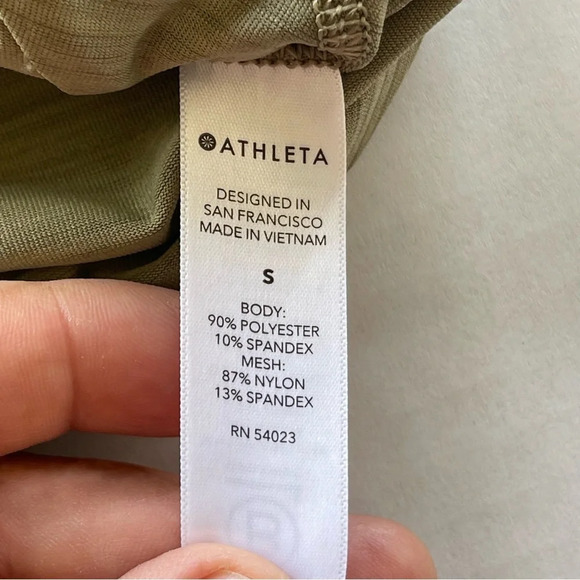 ATHLETA
DESIGNED IN
SAN FRANCISCO
MADE IN VIETNAM
S
BODY:
90% POLYESTER
10% SPANDEX
MESH:
87% NYLON
13% SPANDEX
RN 54023